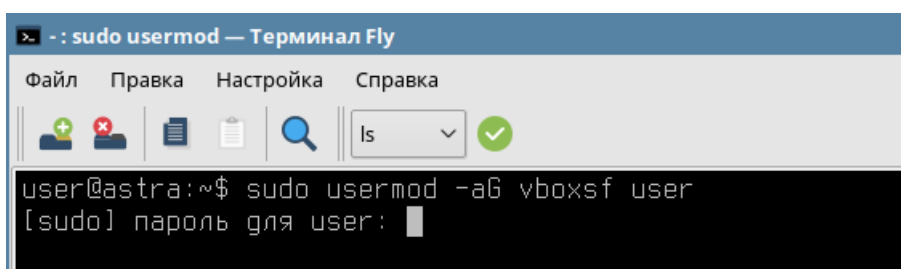 - : sudo usermod — Терминал Fly
Файл Правка Настройка Справка
ls
user@astra:~$ sudo usermod -aG vboxsf user
[sudo] пароль для user: